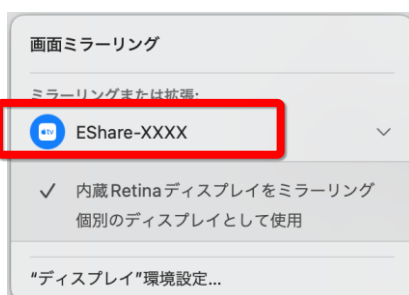 画面ミラーリング
ミラーリングまたは拡張:
tv
EShare-XXXX
内蔵Retinaディスプレイをミラーリング
個別のディスプレイとして使用
“ディスプレイ”環境設定...